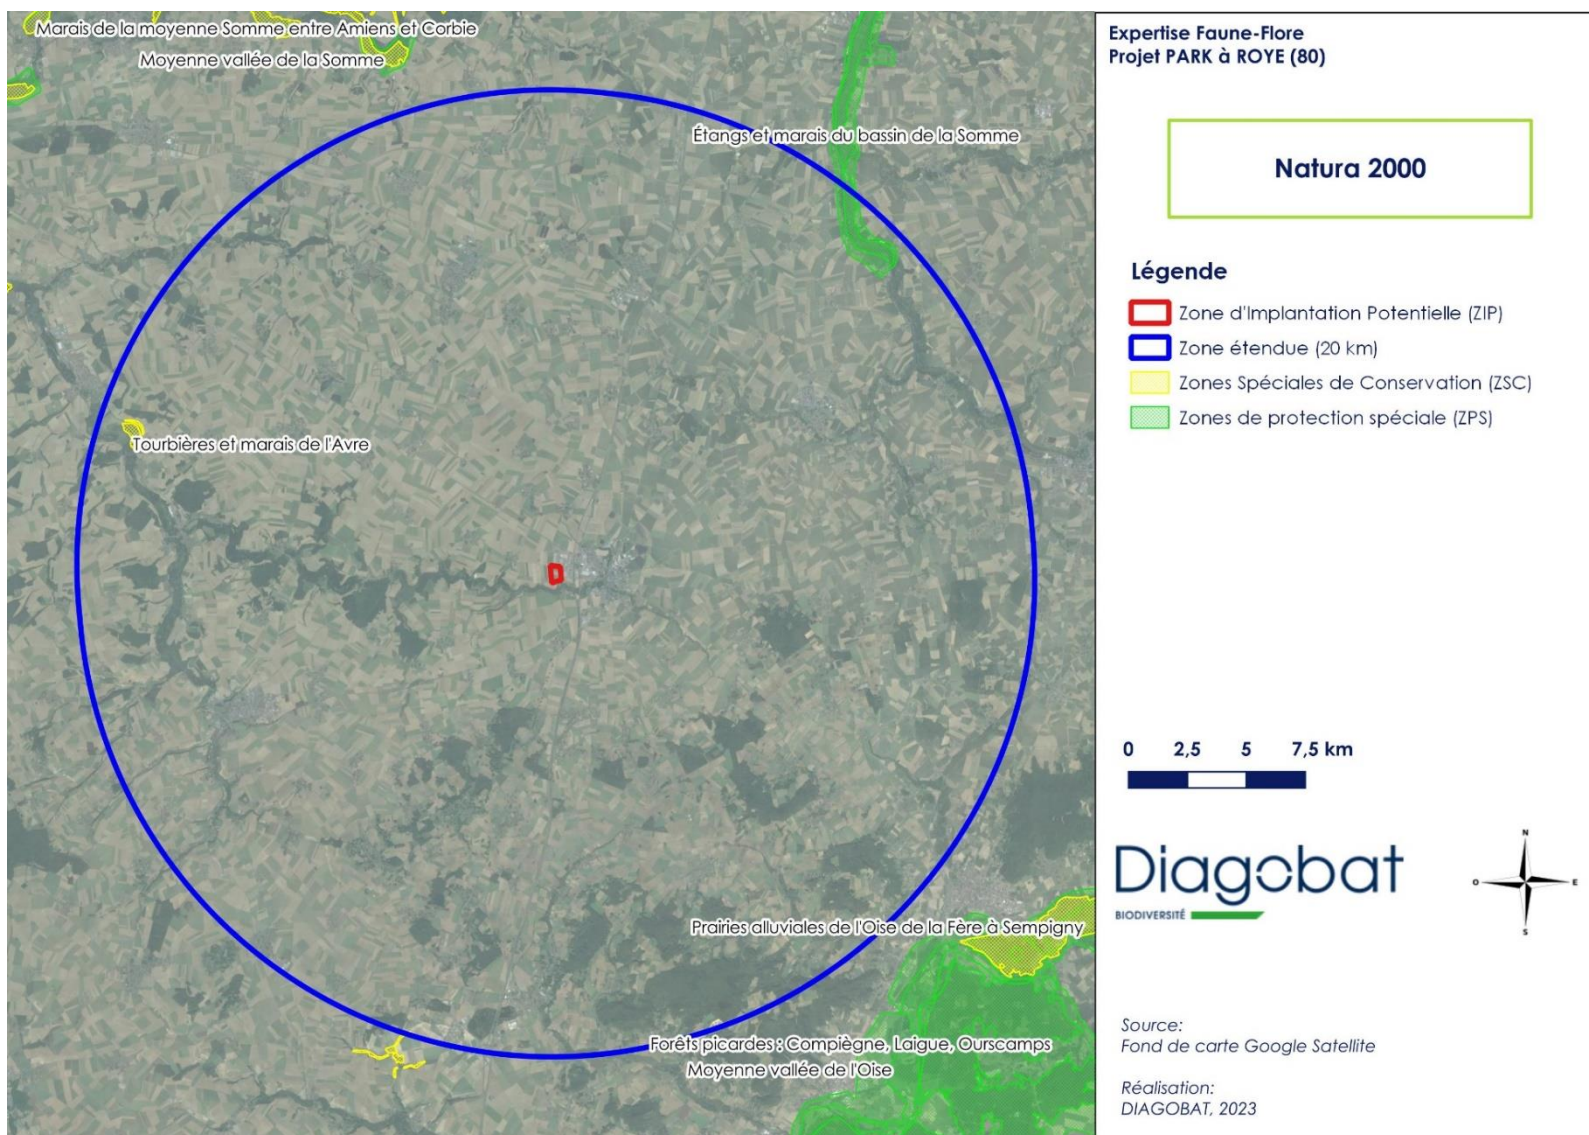 Marais de la moyenne Somme entre Amiens et Corbie
Moyenne vallée de la Somme
Étangs et marais du bassin de la Somme
Tourbières et marais de l'Avre
Prairies alluviales de l'Oise de la Fère à Sempigny
Forêts picardes : Compiègne, Laigue, Ourscamps
Moyenne vallée de l'Oise
Expertise Faune-Flore
Projet PARK à ROYE (80)
Natura 2000
Légende
Zone d'Implantation Potentielle (ZIP)
Zone étendue (20 km)
Zones Spéciales de Conservation (ZSC)
Zones de protection spéciale (ZPS)
0 2,5 5 7,5 km
Diagobat
BIODIVERSITÉ
N
O E
S
Source:
Fond de carte Google Satellite
Réalisation:
DIAGOBAT, 2023